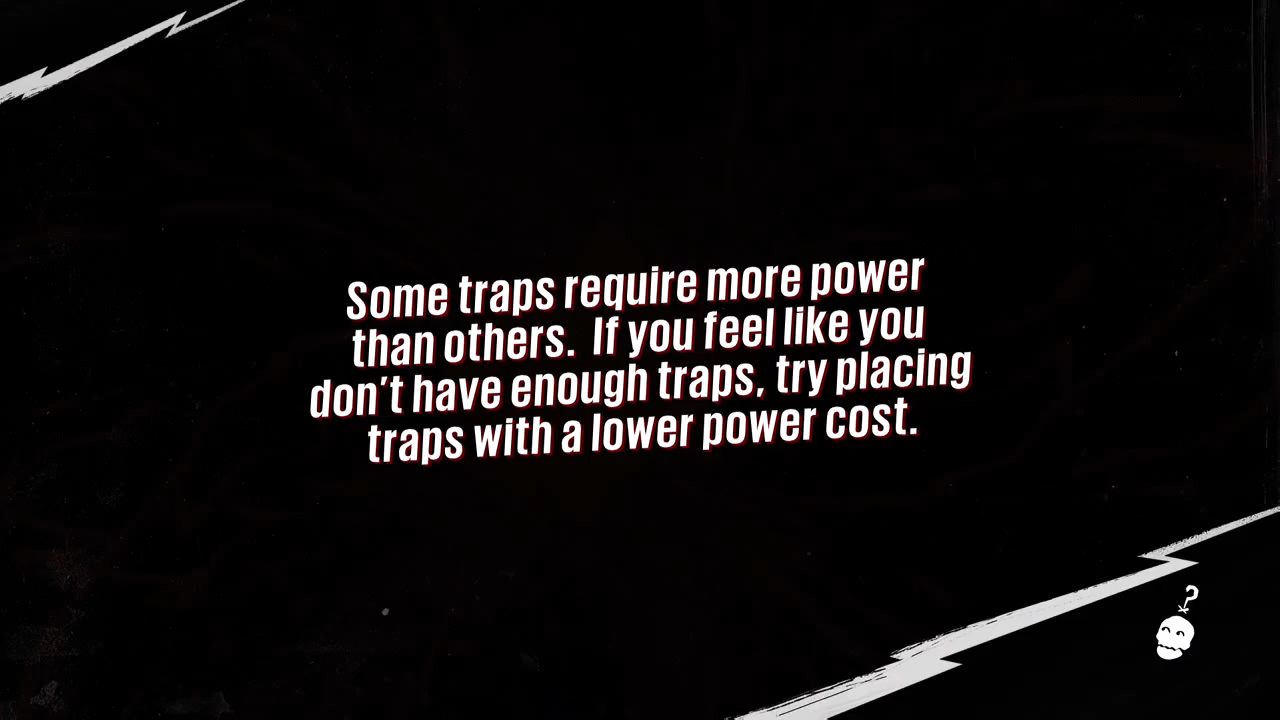 Some traps require more power
than others.  If you feel like you
don't have enough traps, try placing
traps with a lower power cost.
?